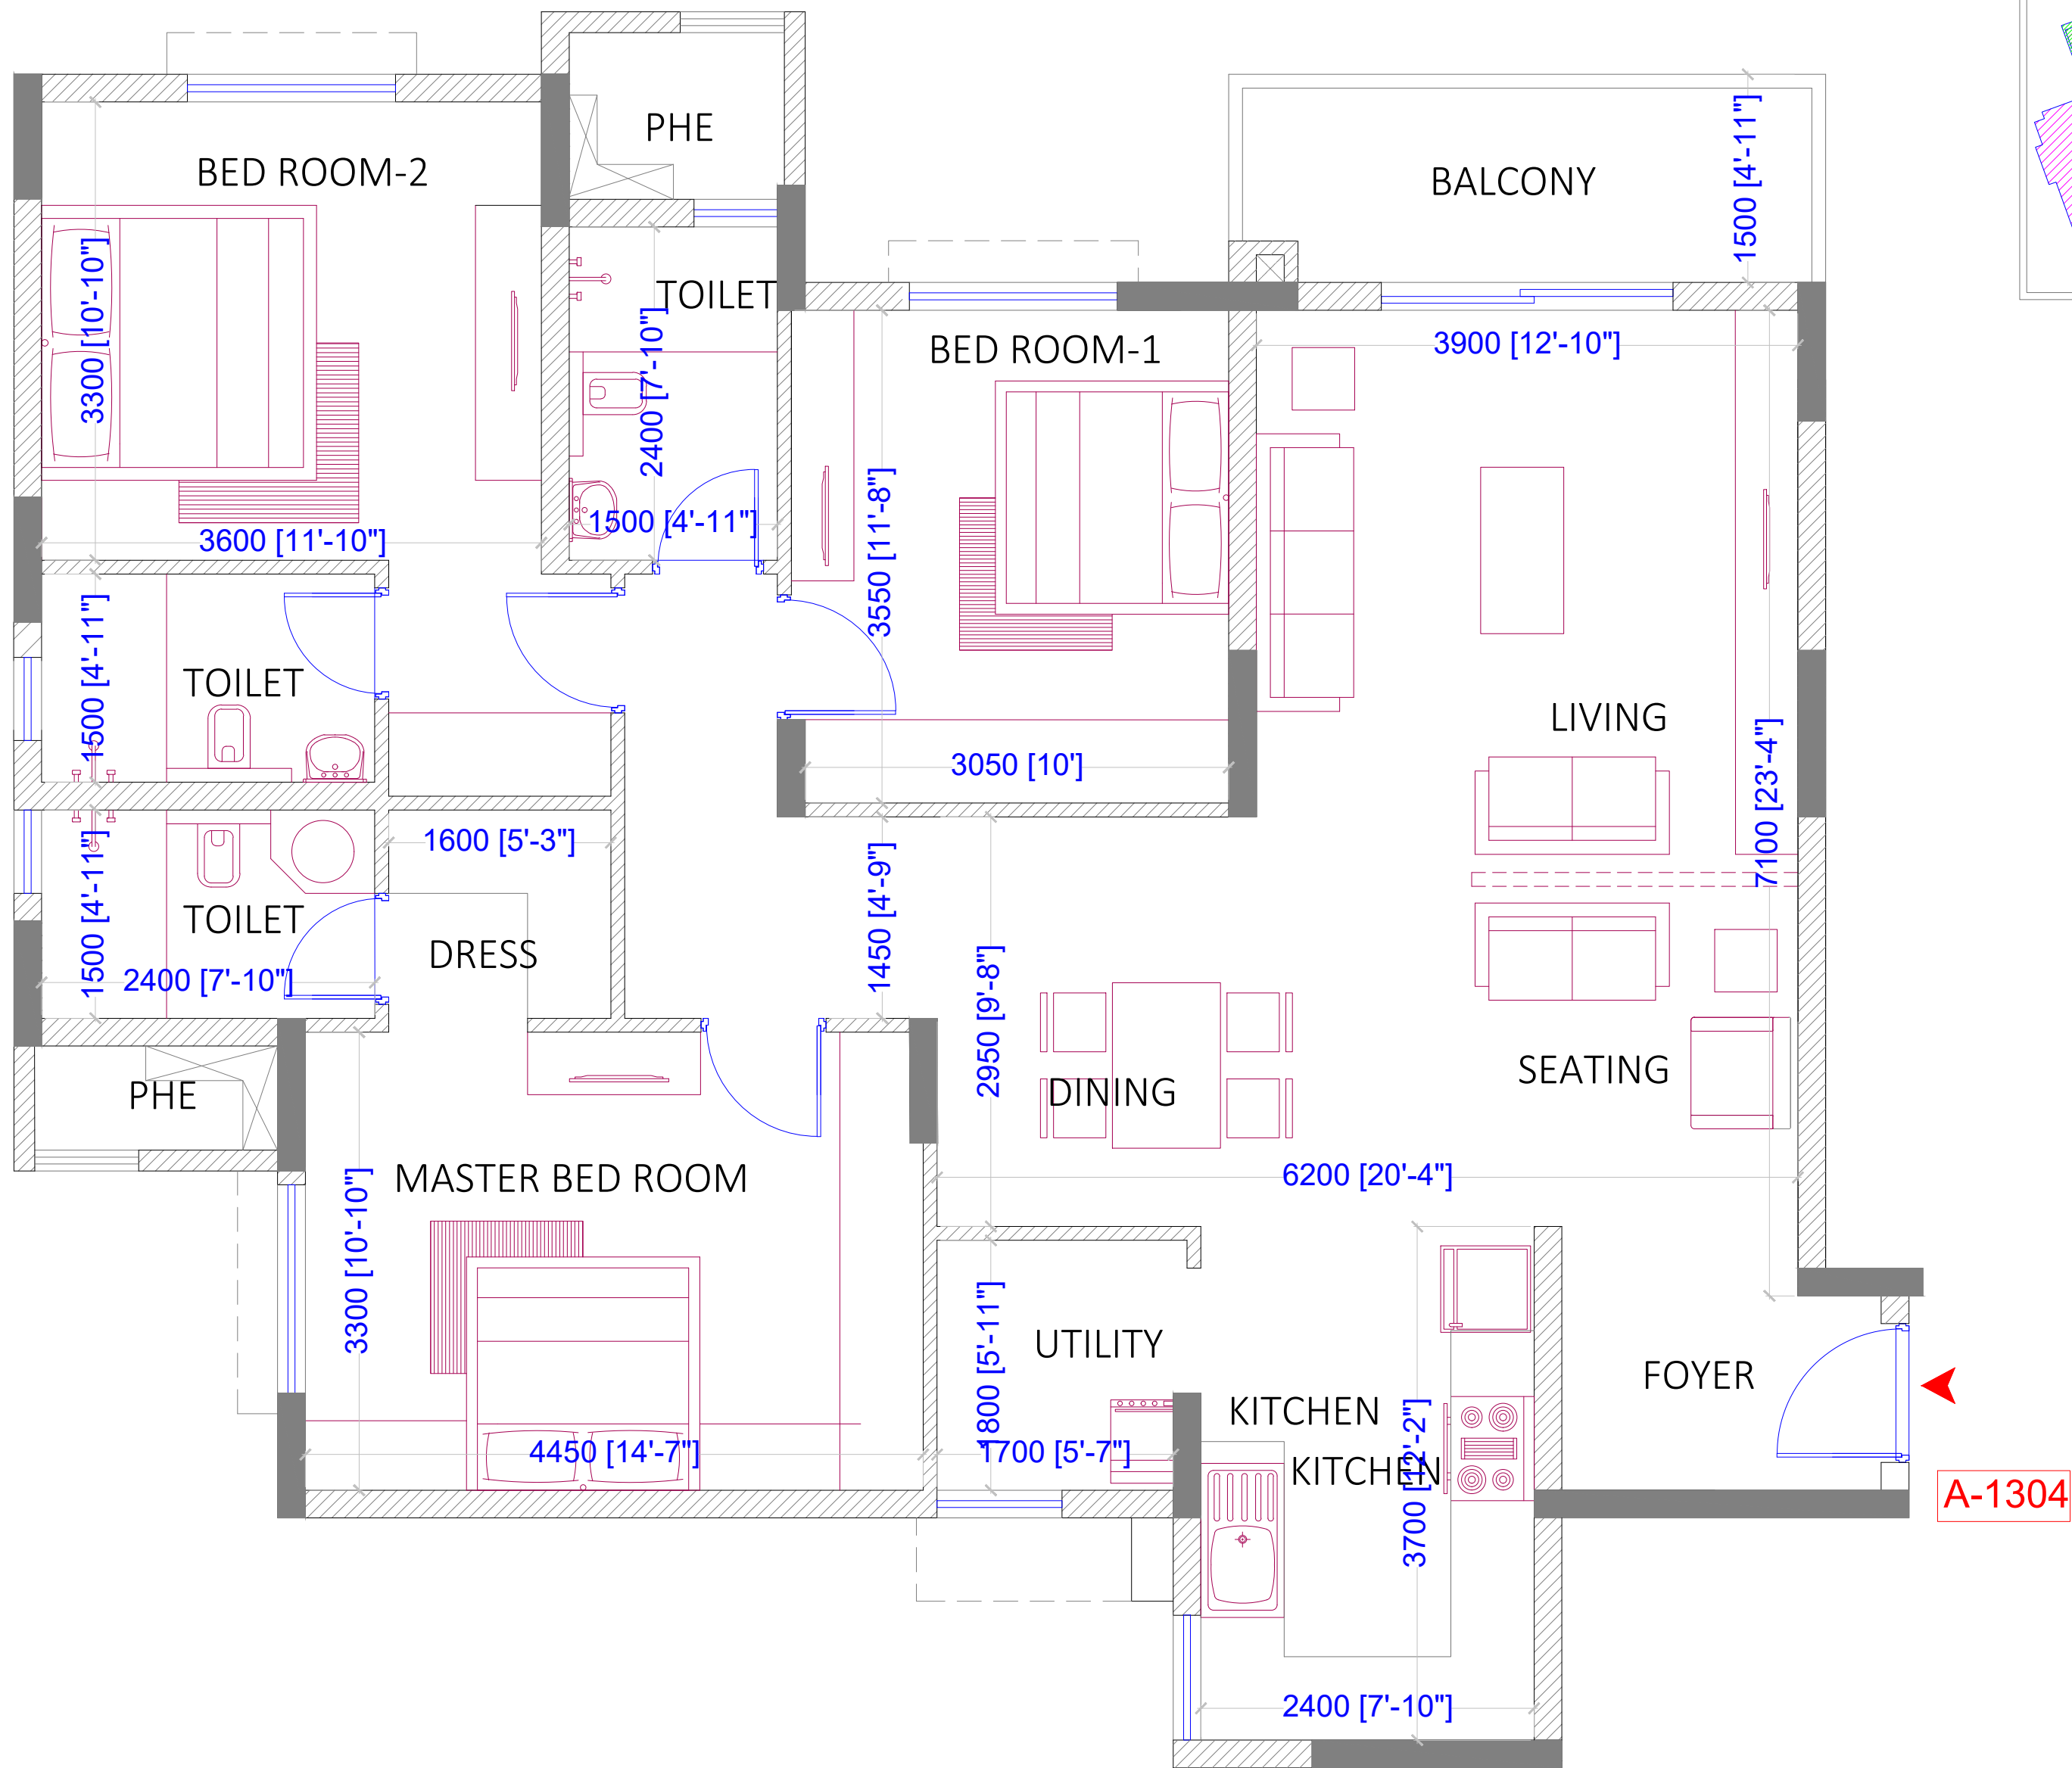 PHE
BED ROOM-2
BALCONY
1500 [4'-11"]
3300 [10'-10"]
TOILET
2400 [7'-10"]
BED ROOM-1
3900 [12'-10"]
1500 [4'-11"]
3600 [11'-10"]
3550 [11'-8"]
1500 [4'-11"]
TOILET
LIVING
3050 [10']
7100 [23'-4"]
1600 [5'-3"]
1500 [4'-11"]
TOILET
DRESS
1450 [4'-9"]
2400 [7'-10"]
2950 [9'-8"]
PHE
DINING
SEATING
MASTER BED ROOM
6200 [20'-4"]
3300 [10'-10"]
UTILITY
1800 [5'-11"]
FOYER
KITCHEN
4450 [14'-7"]
1700 [5'-7"]
KITCHEN
3700 [12'-2"]
A-1304
2400 [7'-10"]